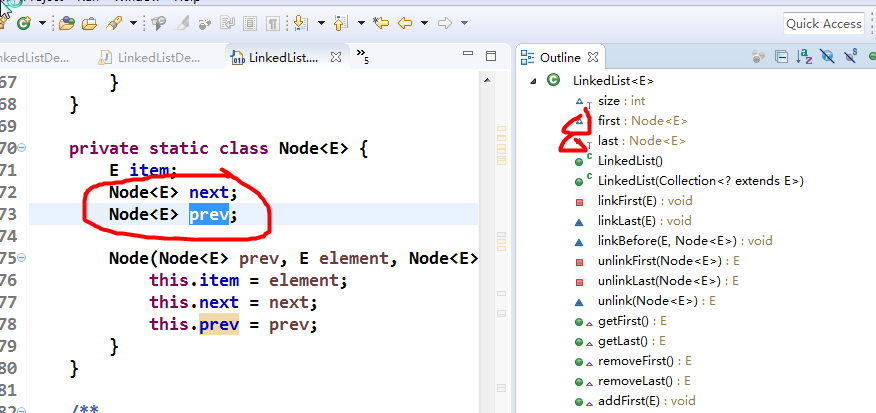 Quick Access
LinkedListDe...
LinkedListDe...
LinkedList....
»5
67 }
68 }
69
70 private static class Node<E> {
71 E item;
72 Node<E> next;
73 Node<E> prev;
74
75 Node(Node<E> prev, E element, Node<E>
76 this.item = element;
77 this.next = next;
78 this.prev = prev;
79 }
80 }
81
82 /**
Outline
LinkedList<E>
size : int
first : Node<E>
last : Node<E>
LinkedList()
LinkedList(Collection<? extends E>)
linkFirst(E) : void
linkLast(E) : void
linkBefore(E, Node<E>) : void
unlinkFirst(Node<E>) : E
unlinkLast(Node<E>) : E
unlink(Node<E>) : E
getFirst() : E
getLast() : E
removeFirst() : E
removeLast() : E
addFirst(E) : void